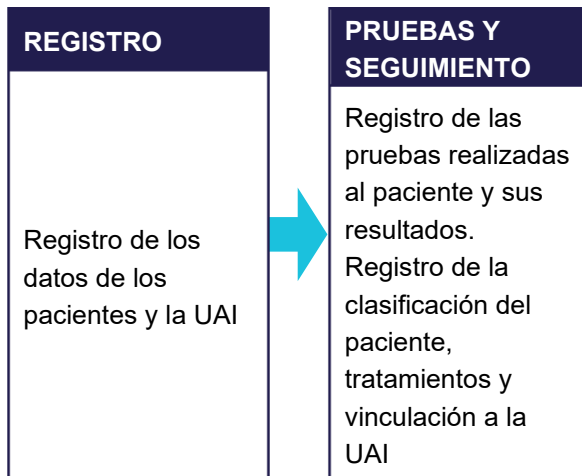 REGISTRO
Registro de los
datos de los
pacientes y la UAI
PRUEBAS Y
SEGUIMIENTO
Registro de las
pruebas realizadas
al paciente y sus
resultados.
Registro de la
clasificación del
paciente,
tratamientos y
vinculación a la
UAI